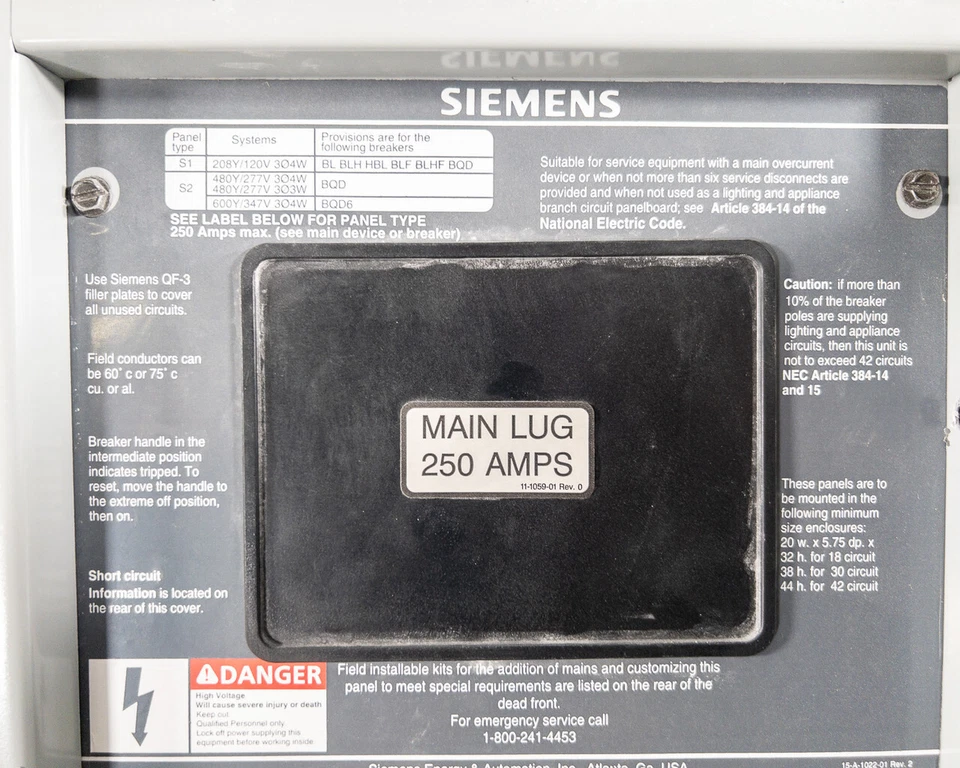 SIEMENS
Panel type Systems Provisions are for the following breakers
S1 208Y/120V 3Ø4W BL BLH HBL BLF BLHF BQD
S2 480Y/277V 3Ø4W 480Y/277V 3Ø3W BQD
600Y/347V 3Ø4W BQD6
SEE LABEL BELOW FOR PANEL TYPE
250 Amps max. (see main device or breaker)
Suitable for service equipment with a main overcurrent
device or when not more than six service disconnects are
provided and when not used as a lighting and appliance
branch circuit panelboard; see Article 384-14 of the
National Electric Code.
Use Siemens QF-3
filler plates to cover
all unused circuits.
Field conductors can
be 60° c or 75° c
cu. or al.
Breaker handle in the
intermediate position
indicates tripped. To
reset, move the handle to
the extreme off position,
then on.
Short circuit
Information is located on
the rear of this cover.
MAIN LUG
250 AMPS
11-1059-01 Rev. 0
Caution: if more than
10% of the breaker
poles are supplying
lighting and appliance
circuits, then this unit is
not to exceed 42 circuits
NEC Article 384-14
and 15
These panels are to
be mounted in the
following minimum
size enclosures:
20 w. x 5.75 dp. x
32 h. for 18 circuit
38 h. for 30 circuit
44 h. for 42 circuit
DANGER
High Voltage
Will cause severe injury or death
Keep out
Qualified Personnel only.
Lock off power supplying this
equipment before working inside.
Field installable kits for the addition of mains and customizing this
panel to meet special requirements are listed on the rear of the
dead front.
For emergency service call
1-800-241-4453
Siemens Energy & Automation, Inc., Atlanta, Ga. USA
15-A-1022-01 Rev. 2